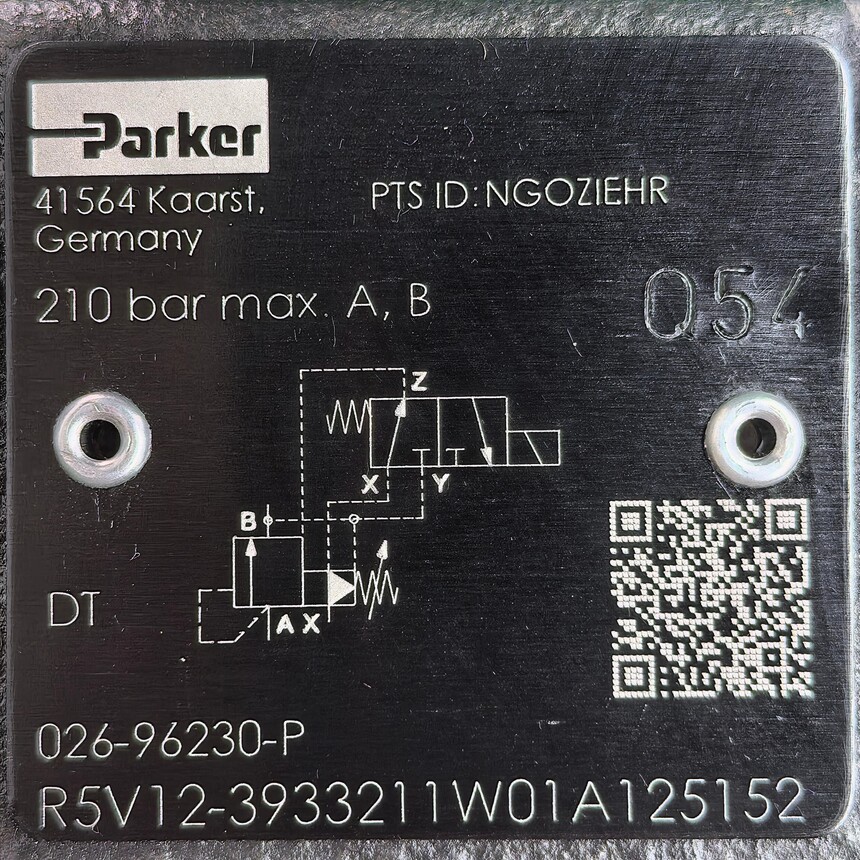 Parker
41564 Kaarst,
Germany
PTS ID: NGOZIEHR
210 bar max. A, B
Q54
Z
X Y
B
A X
DT
026-96230-P
R5V12-3933211W01A125152